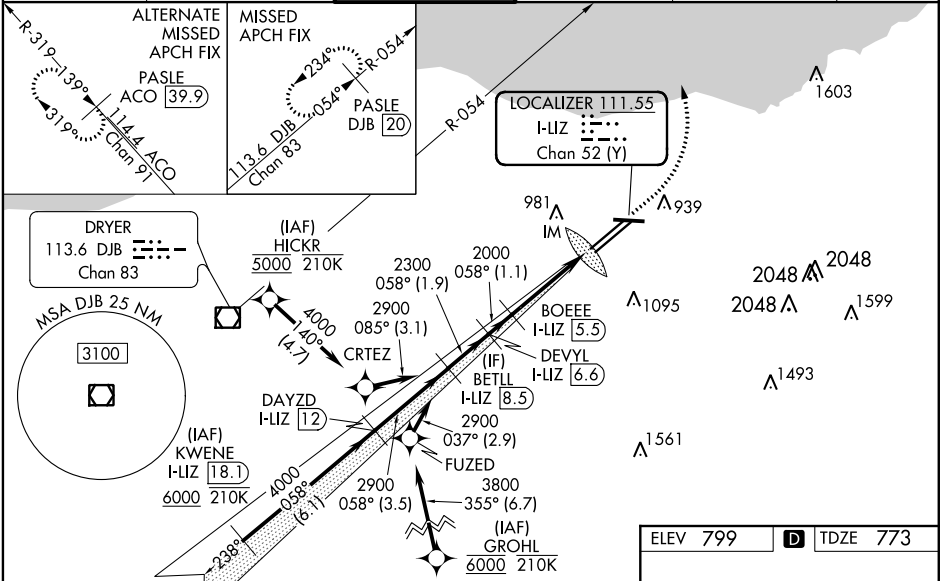 ALTERNATE
MISSED
APCH FIX
PASLE
ACO 39.9
R-319
139°
319°
114.4 ACO
Chan 91
MISSED
APCH FIX
234°
R-054
054°
PASLE
DJB 20
113.6 DJB
Chan 83
R-054
LOCALIZER 111.55
I-LIZ
Chan 52 (Y)
1603
981
IM
939
DRYER
113.6 DJB
Chan 83
(IAF)
HICKR
5000 210K
4000
140°
(4.7)
2300
058° (1.9)
2000
058° (1.1)
2900
085° (3.1)
CRTEZ
BOEEE
I-LIZ 5.5
DEVYL
I-LIZ 6.6
(IF)
BETLL
I-LIZ 8.5
2048
2048
2048
1095
1599
1493
1561
MSA DJB 25 NM
3100
DAYZD
I-LIZ 12
2900
037° (2.9)
FUZED
(IAF)
KWENE
I-LIZ 18.1
6000 210K
4000
058°
(6.1)
238°
2900
058° (3.5)
3800
355° (6.7)
(IAF)
GROHL
6000 210K
ELEV 799 D TDZE 773